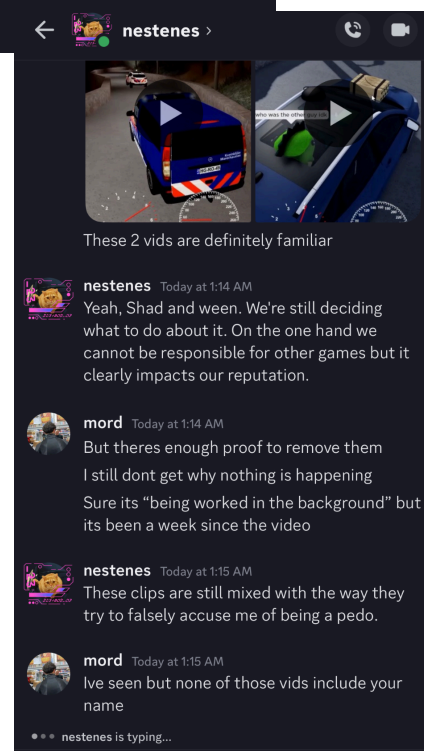 nestenes
who was the other guy idk
These 2 vids are definitely familiar
nestenes Today at 1:14 AM
Yeah, Shad and ween. We're still deciding
what to do about it. On the one hand we
cannot be responsible for other games but it
clearly impacts our reputation.
mord Today at 1:14 AM
But theres enough proof to remove them
I still dont get why nothing is happening
Sure its “being worked in the background” but
its been a week since the video
nestenes Today at 1:15 AM
These clips are still mixed with the way they
try to falsely accuse me of being a pedo.
mord Today at 1:15 AM
Ive seen but none of those vids include your
name
nestenes is typing...